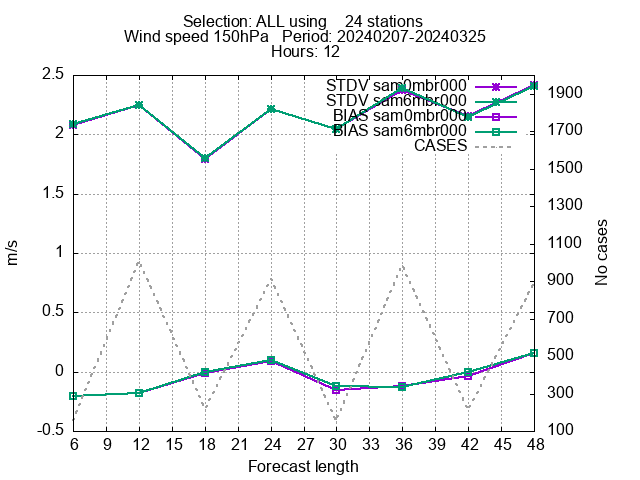 Selection: ALL using    24 stations
Wind speed 150hPa   Period: 20240207-20240325
Hours: 12
2.5
2
1.5
1
0.5
0
-0.5
m/s
STDV sam0mbr000
STDV sam6mbr000
BIAS sam0mbr000
BIAS sam6mbr000
CASES
1900
1700
1500
1300
1100
900
700
500
300
100
No cases
6 9 12 15 18 21 24 27 30 33 36 39 42 45 48
Forecast length